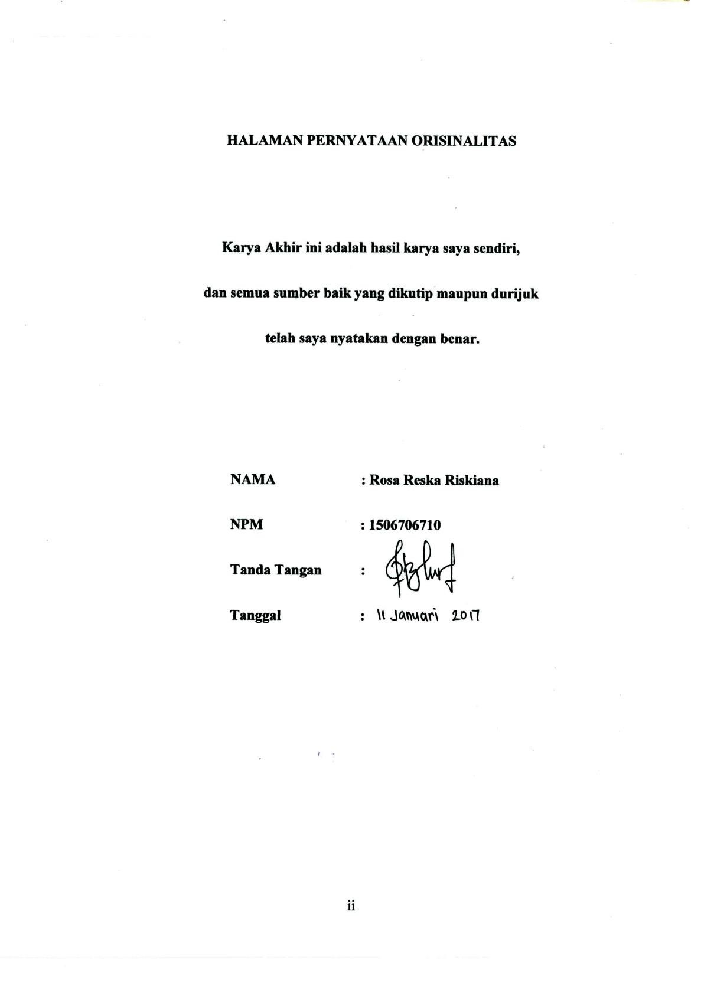 HALAMAN PERNYATAAN ORISINALITAS
Karya Akhir ini adalah hasil karya saya sendiri,
dan semua sumber baik yang dikutip maupun durijuk
telah saya nyatakan dengan benar.
NAMA : Rosa Reska Riskiana
NPM : 1506706710
Tanda Tangan :
Tanggal : 11 Januari 2017
ii